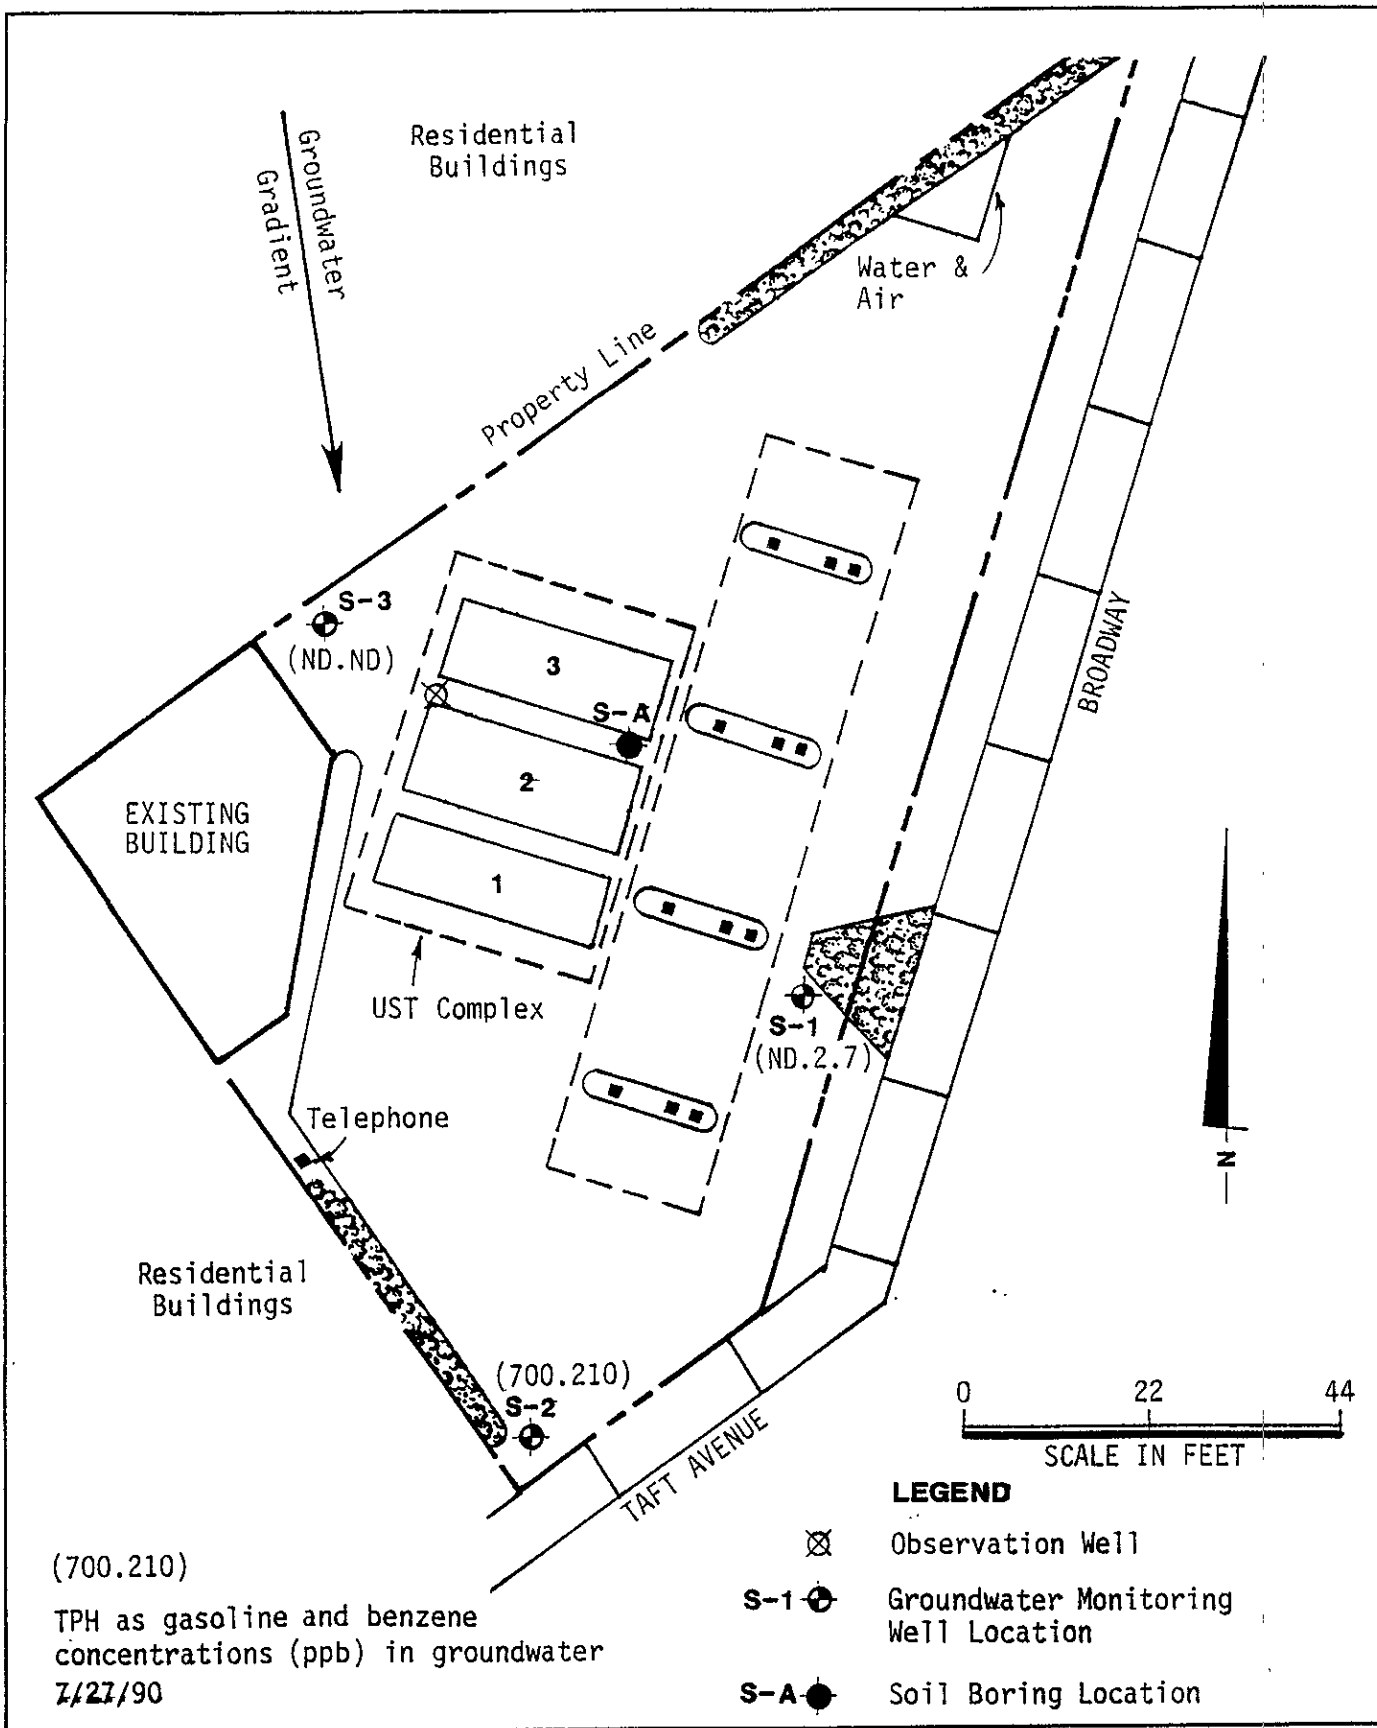 Residential
Buildings
Groundwater
Gradient
Water &
Air
Property Line
S-3
(ND.ND)
3
S-A
2
1
EXISTING
BUILDING
BROADWAY
UST Complex
S-1
(ND.2.7)
Telephone
N
Residential
Buildings
(700.210)
S-2
TAFT AVENUE
0 22 44
SCALE IN FEET
LEGEND
Observation Well
S-1 Groundwater Monitoring
Well Location
S-A Soil Boring Location
(700.210)
TPH as gasoline and benzene
concentrations (ppb) in groundwater
7/27/90